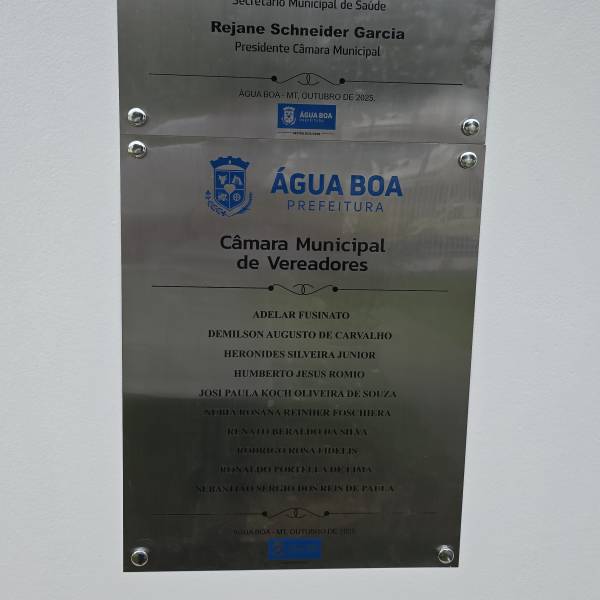 Secretário Municipal de Saúde
Rejane Schneider Garcia
Presidente Câmara Municipal
ÁGUA BOA - MT, OUTUBRO DE 2025.
ÁGUA BOA
PREFEITURA
ÁGUA BOA
PREFEITURA
Câmara Municipal
de Vereadores
ADELAR FUSINATO
DEMILSON AUGUSTO DE CARVALHO
HERONIDES SILVEIRA JUNIOR
HUMBERTO JESUS ROMIO
JOSI PAULA KOCH OLIVEIRA DE SOUZA
NÚBIA ROSANA REINHER FOSCHIERA
RENATO BERALDO DA SILVA
RODRIGO ROSA FIDELIS
RONALDO PORTELLA DE LIMA
SEBASTIÃO SERGIO DOS REIS DE PAULA
ÁGUA BOA - MT, OUTUBRO DE 2025.